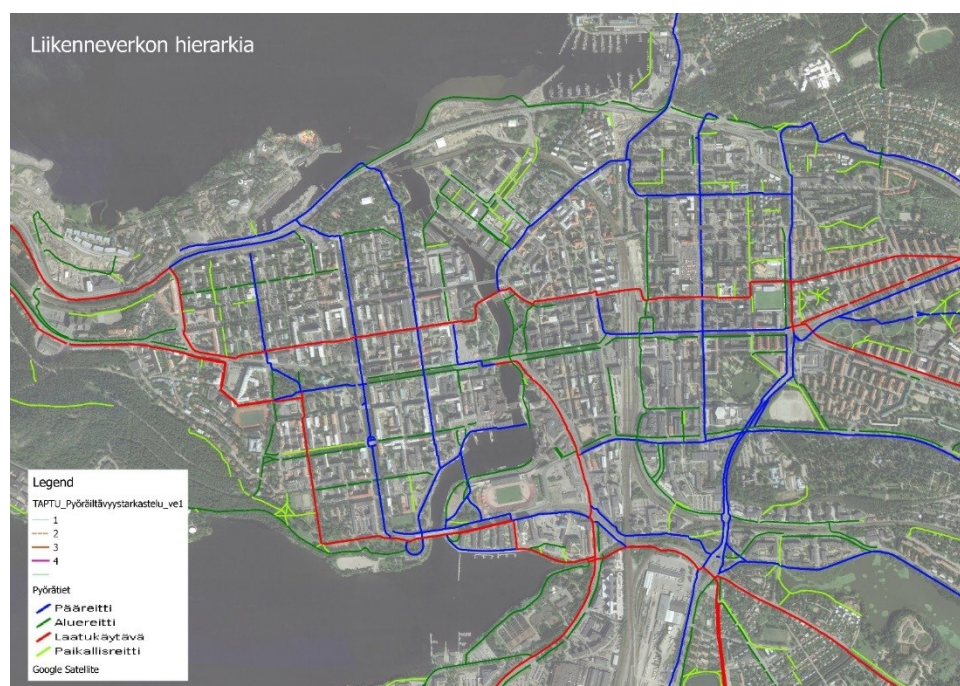 Liikenneverkon hierarkia
Legend
TAPTU_Pyöräiltävyystarkastelu_ve1
1
2
3
4
Pyörätiet
Pääreitti
Aluereitti
Laatukäytävä
Paikallisreitti
Google Satellite